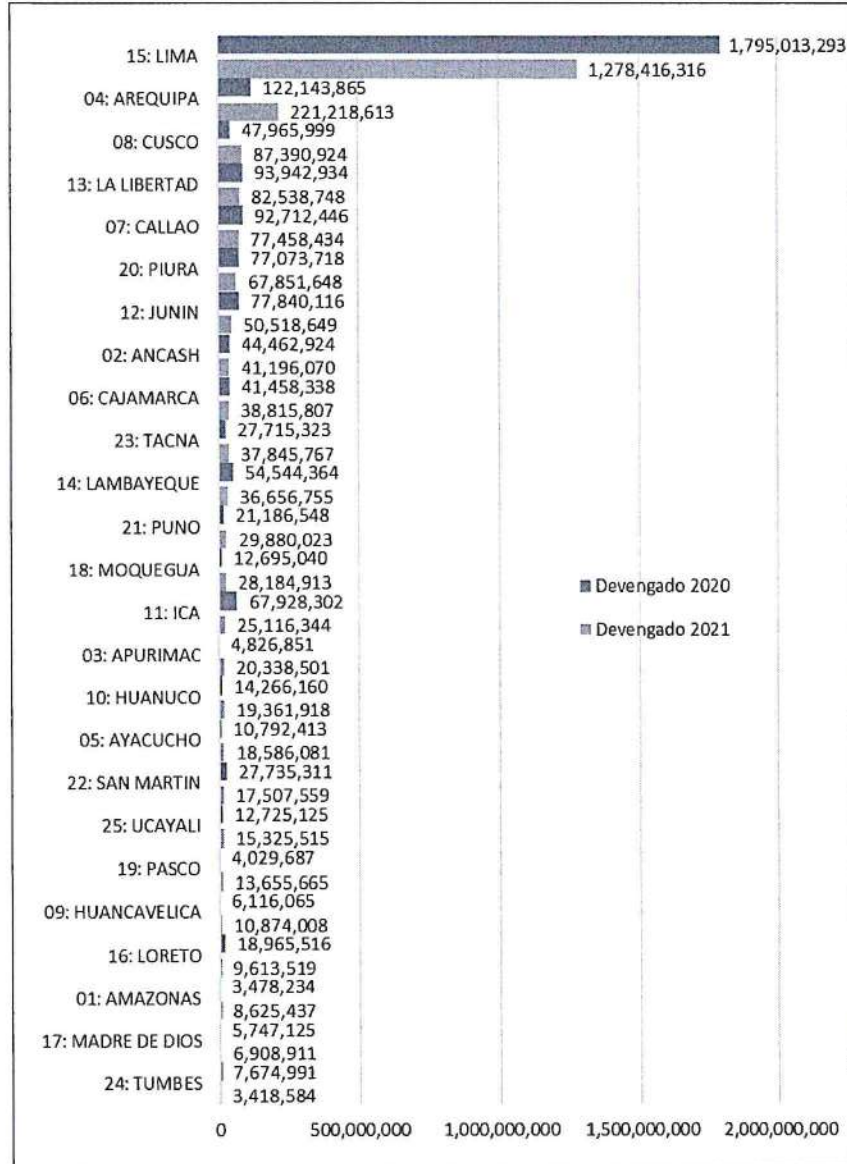 1,795,013,293
15: LIMA
1,278,416,316
122,143,865
04: AREQUIPA
221,218,613
47,965,999
08: CUSCO
87,390,924
93,942,934
13: LA LIBERTAD
82,538,748
92,712,446
07: CALLAO
77,458,434
77,073,718
20: PIURA
67,851,648
77,840,116
12: JUNIN
50,518,649
44,462,924
02: ANCASH
41,196,070
41,458,338
06: CAJAMARCA
38,815,807
27,715,323
23: TACNA
37,845,767
54,544,364
14: LAMBAYEQUE
36,656,755
21,186,548
21: PUNO
29,880,023
12,695,040
18: MOQUEGUA
28,184,913
Devengado 2020
67,928,302
11: ICA
25,116,344
Devengado 2021
4,826,851
03: APURIMAC
20,338,501
14,266,160
10: HUANUCO
19,361,918
10,792,413
05: AYACUCHO
18,586,081
27,735,311
22: SAN MARTIN
17,507,559
12,725,125
25: UCAYALI
15,325,515
4,029,687
19: PASCO
13,655,665
6,116,065
09: HUANCAVELICA
10,874,008
18,965,516
16: LORETO
9,613,519
3,478,234
01: AMAZONAS
8,625,437
5,747,125
17: MADRE DE DIOS
6,908,911
7,674,991
24: TUMBES
3,418,584
0 500,000,000 1,000,000,000 1,500,000,000 2,000,000,000